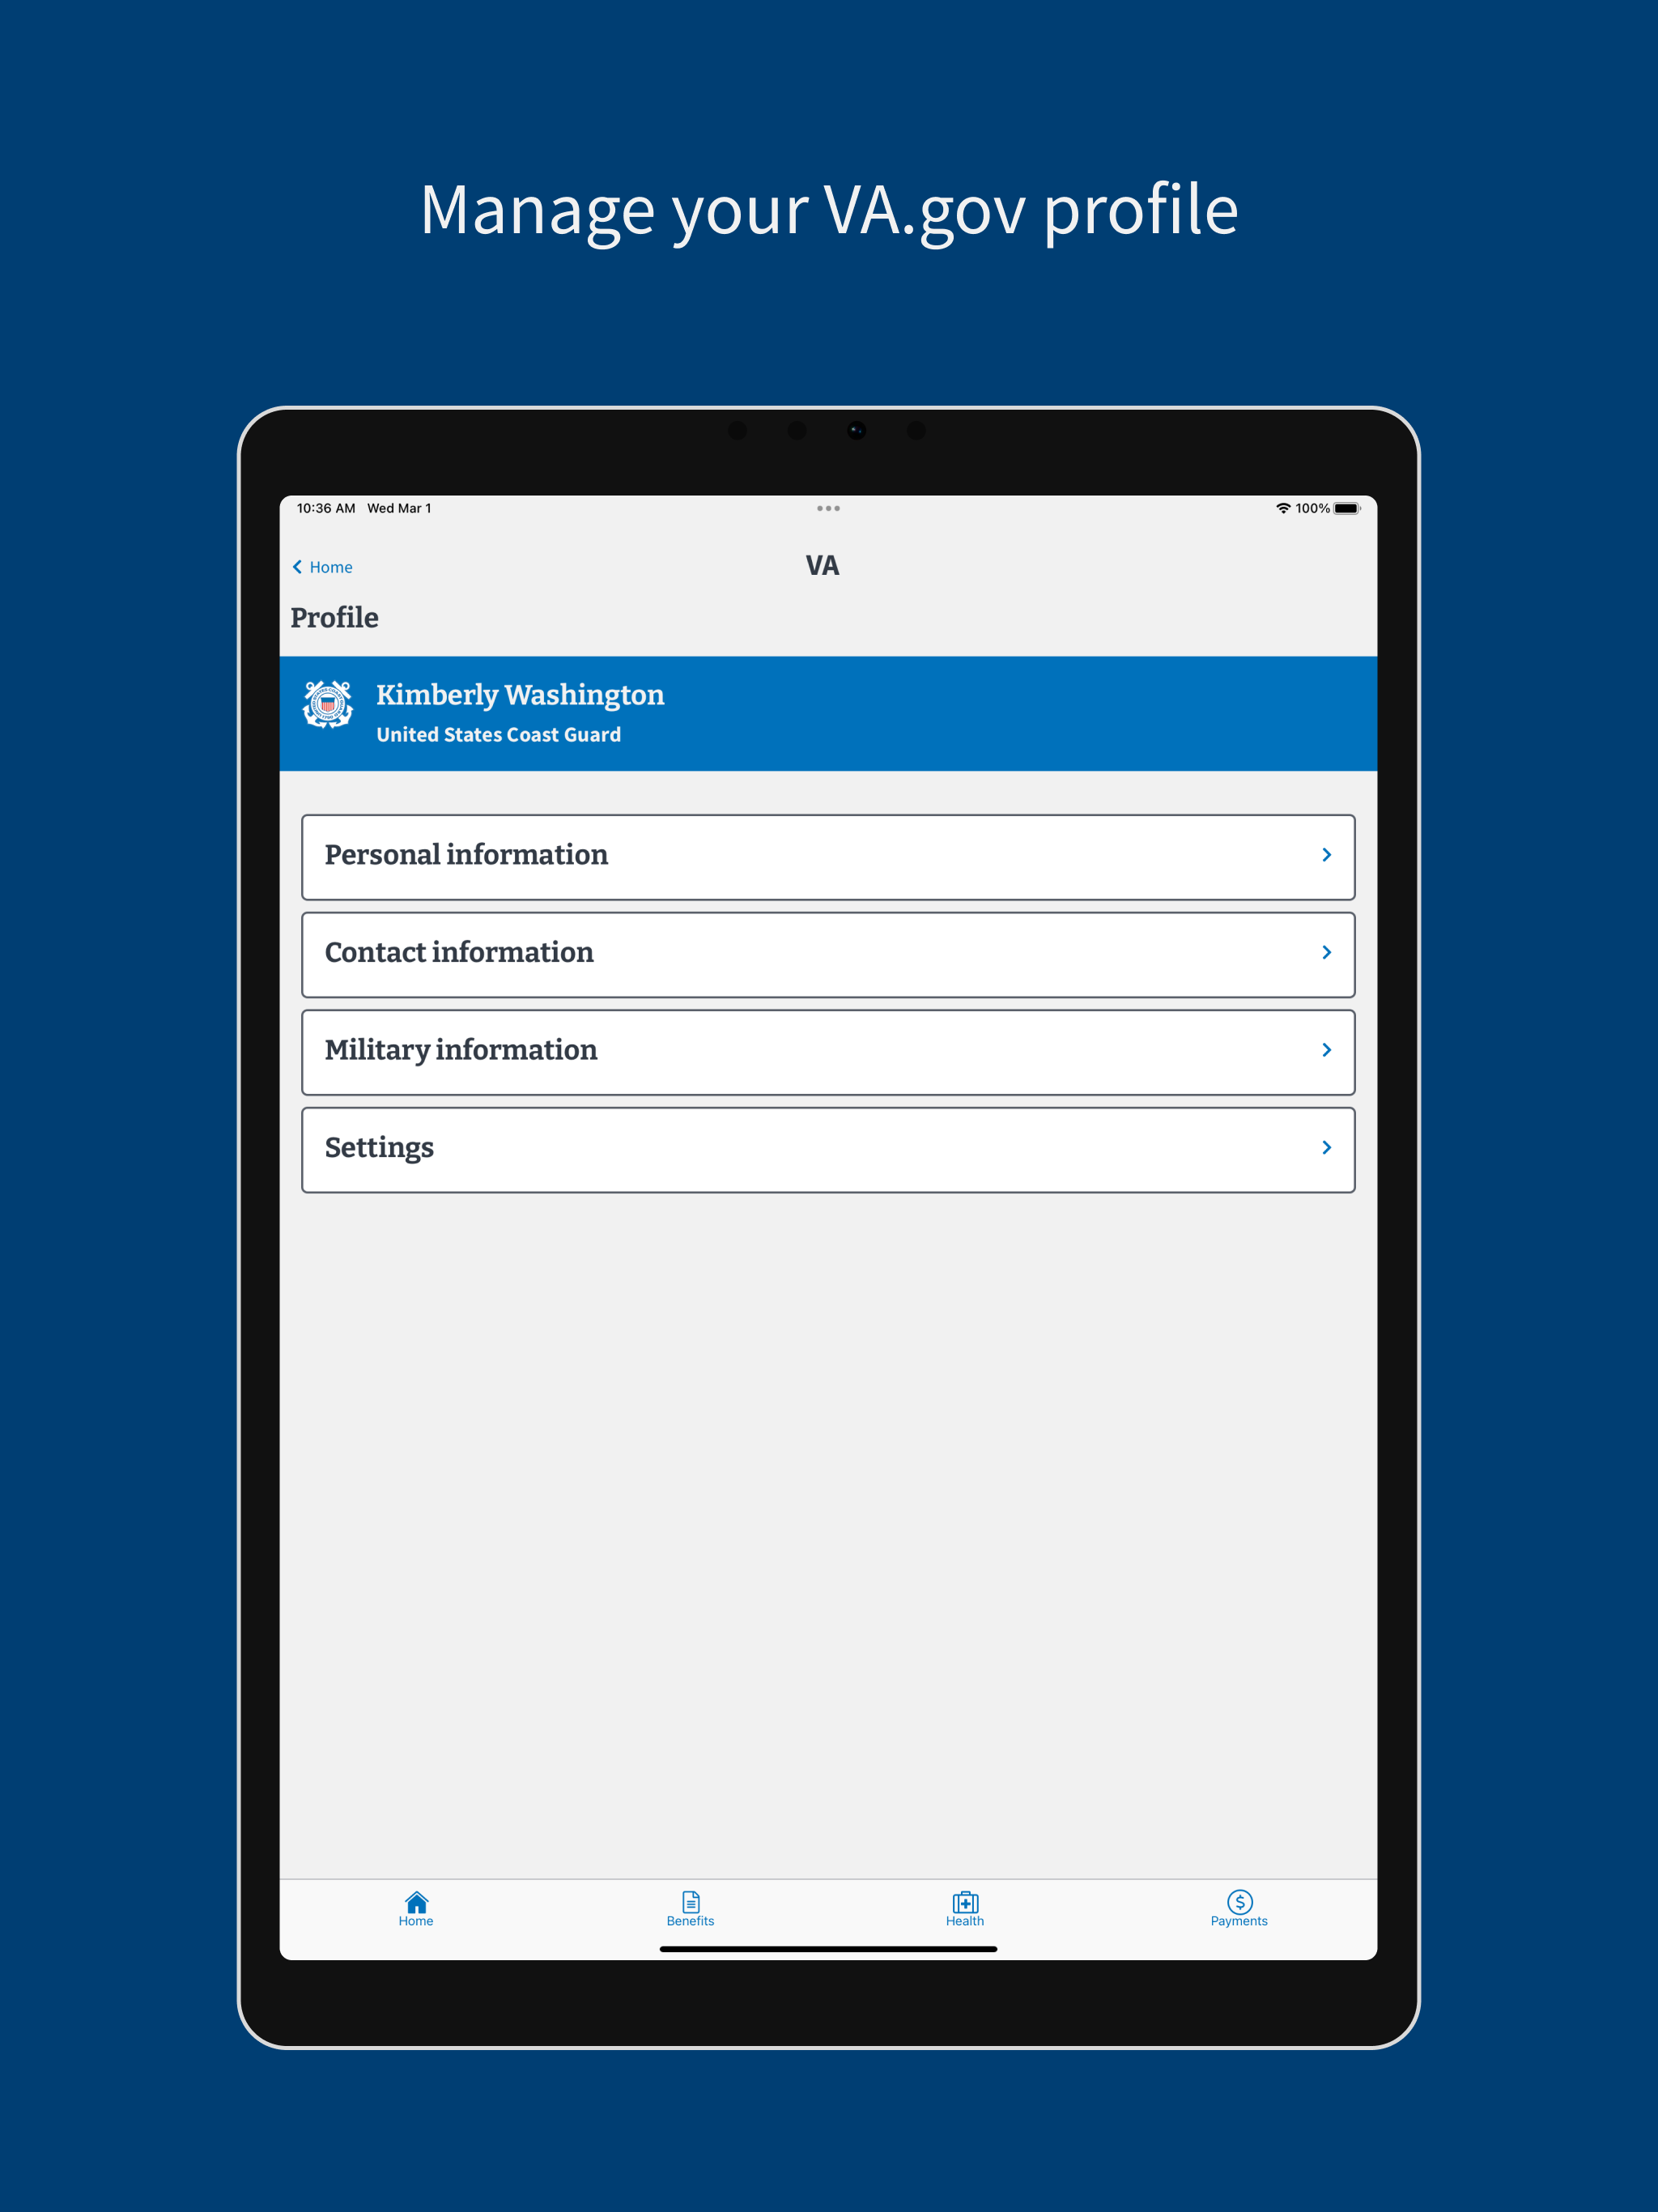 Manage your VA.gov profile
10:36 AM Wed Mar 1
100%
Home
VA
Profile
Kimberly Washington
United States Coast Guard
Personal information
Contact information
Military information
Settings
Home
Benefits
Health
Payments